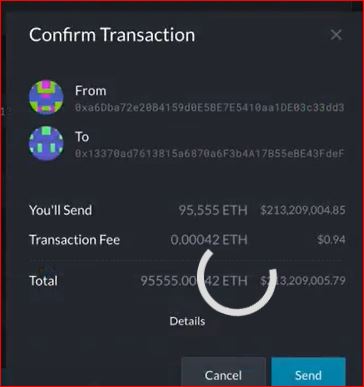 Confirm Transaction
From
0xa6Dba72e20B4159d0E5BE7E5410aa1DE03c33dd3
To
0x13370ad7613815a6870a6F3b4A17B55eBE43FdeF
You'll Send 95,555 ETH $213,209,004.85
Transaction Fee 0.00042 ETH $0.94
Total 95555.00042 ETH $213,209,005.79
Details
Cancel Send